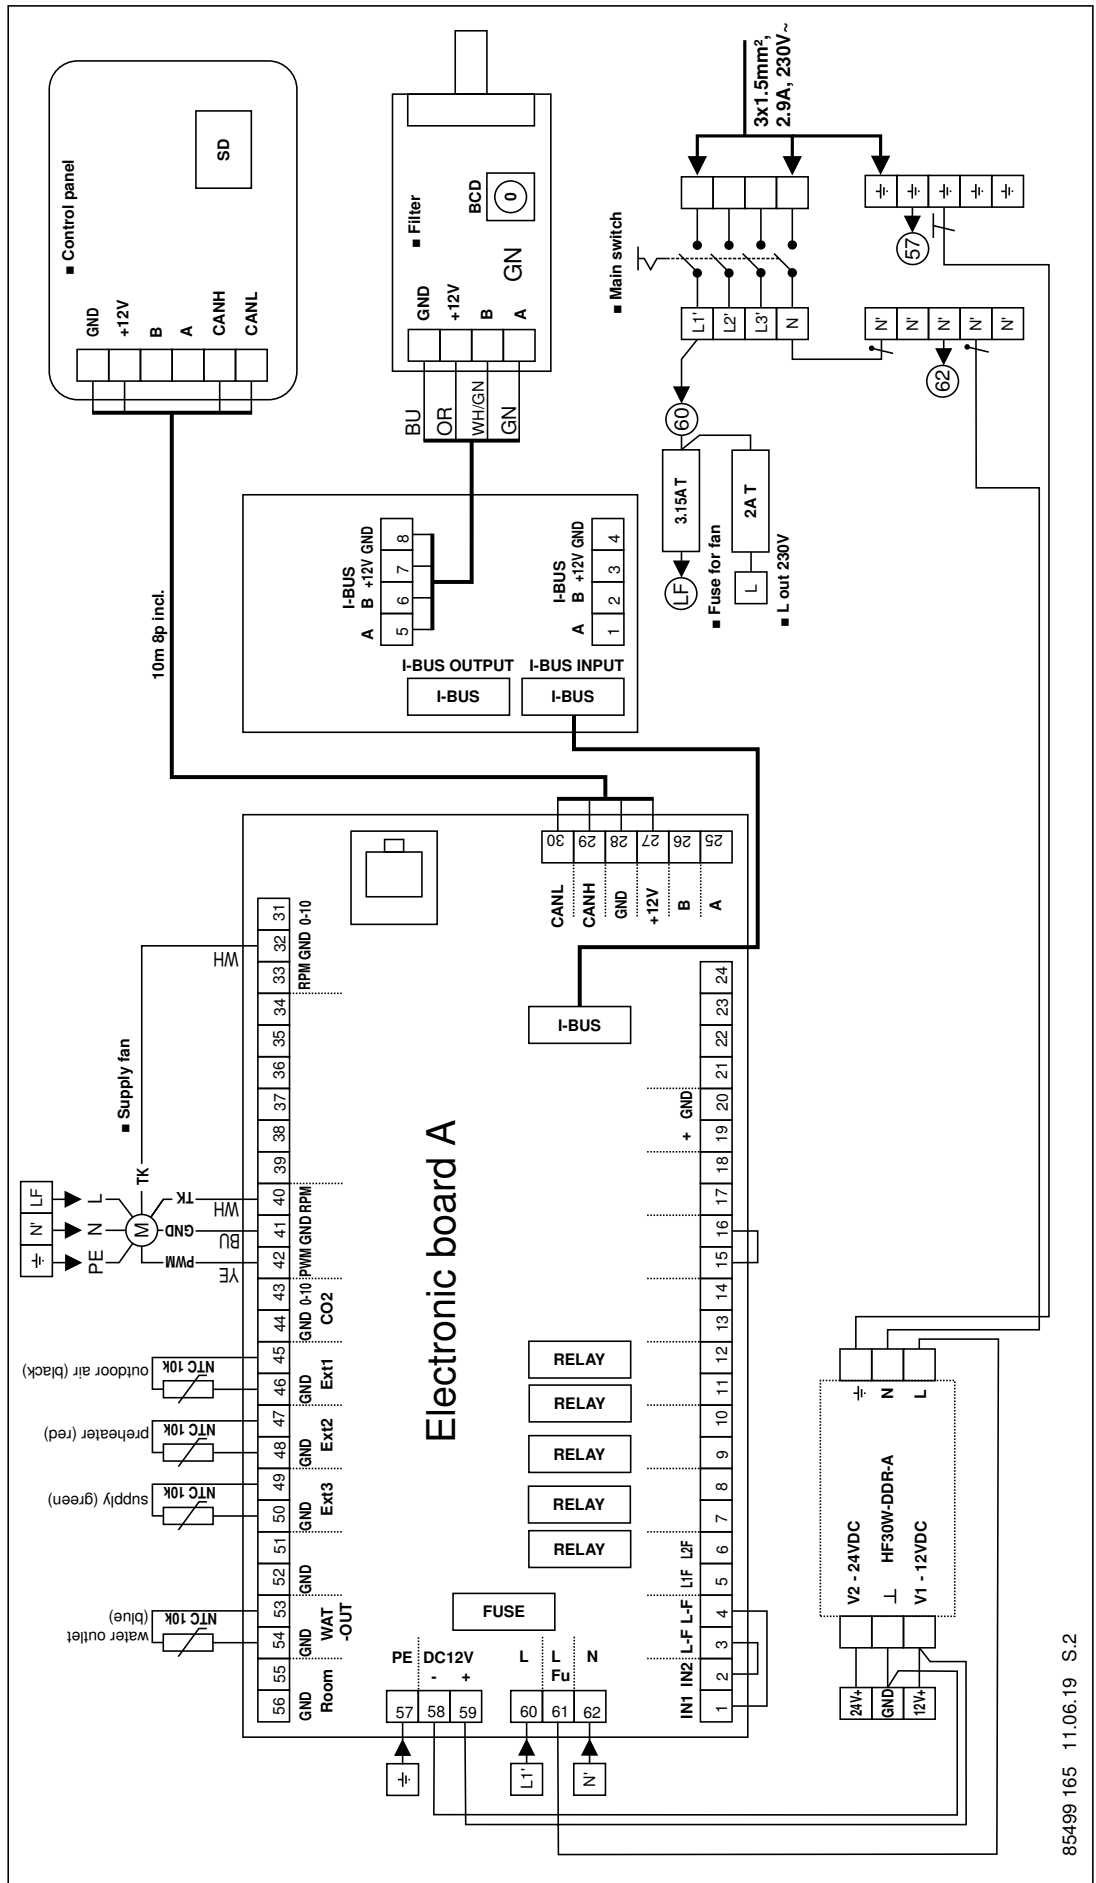 ■ Control panel
SD
GND
+12V
B
A
CANH
CANL
10m 8p incl.
■ Filter
BCD
0
GN
GND
+12V
B
A
BU
OR
WH/GN
GN
3x1.5mm²,
2.9A, 230V~
■ Main switch
L1'
L2'
L3'
N
57
N'
N'
N'
N'
N'
62
60
3.15A T
2A T
LF
L
■ Fuse for fan
■ L out 230V
I-BUS
A B +12V GND
5 6 7 8
I-BUS
A B +12V GND
1 2 3 4
I-BUS OUTPUT
I-BUS
I-BUS INPUT
I-BUS
■ Supply fan
LF
N'
L
N
PE
M
TK
TK
GND
PWM
WH
WH
BU
YE
outdoor air (black)
NTC 10k
preheater (red)
NTC 10k
supply (green)
NTC 10k
water outlet
(blue)
NTC 10k
56 55 54 53 52 51 50 49 48 47 46 45 44 43 42 41 40 39 38 37 36 35 34 33 32 31
GND
Room
GND
WAT
-OUT
GND
GND
Ext3
GND
Ext2
GND
Ext1
GND 0-10
CO2
PWM GND RPM
RPM GND 0-10
Electronic board A
30 29 28 27 26 25
CANL
CANH
GND
+12V
B
A
I-BUS
RELAY
RELAY
RELAY
RELAY
RELAY
FUSE
PE
DC12V
- +
L
L
Fu
N
57 58 59
60 61 62
L1'
N'
IN1 IN2 L-F L-F L1F L2F
+ GND
1 2 3 4 5 6 7 8 9 10 11 12 13 14 15 16 17 18 19 20 21 22 23 24
V2 - 24VDC
⊥ HF30W-DDR-A
V1 - 12VDC
N
L
24V+
GND
12V+
85499 165 11.06.19 S.2